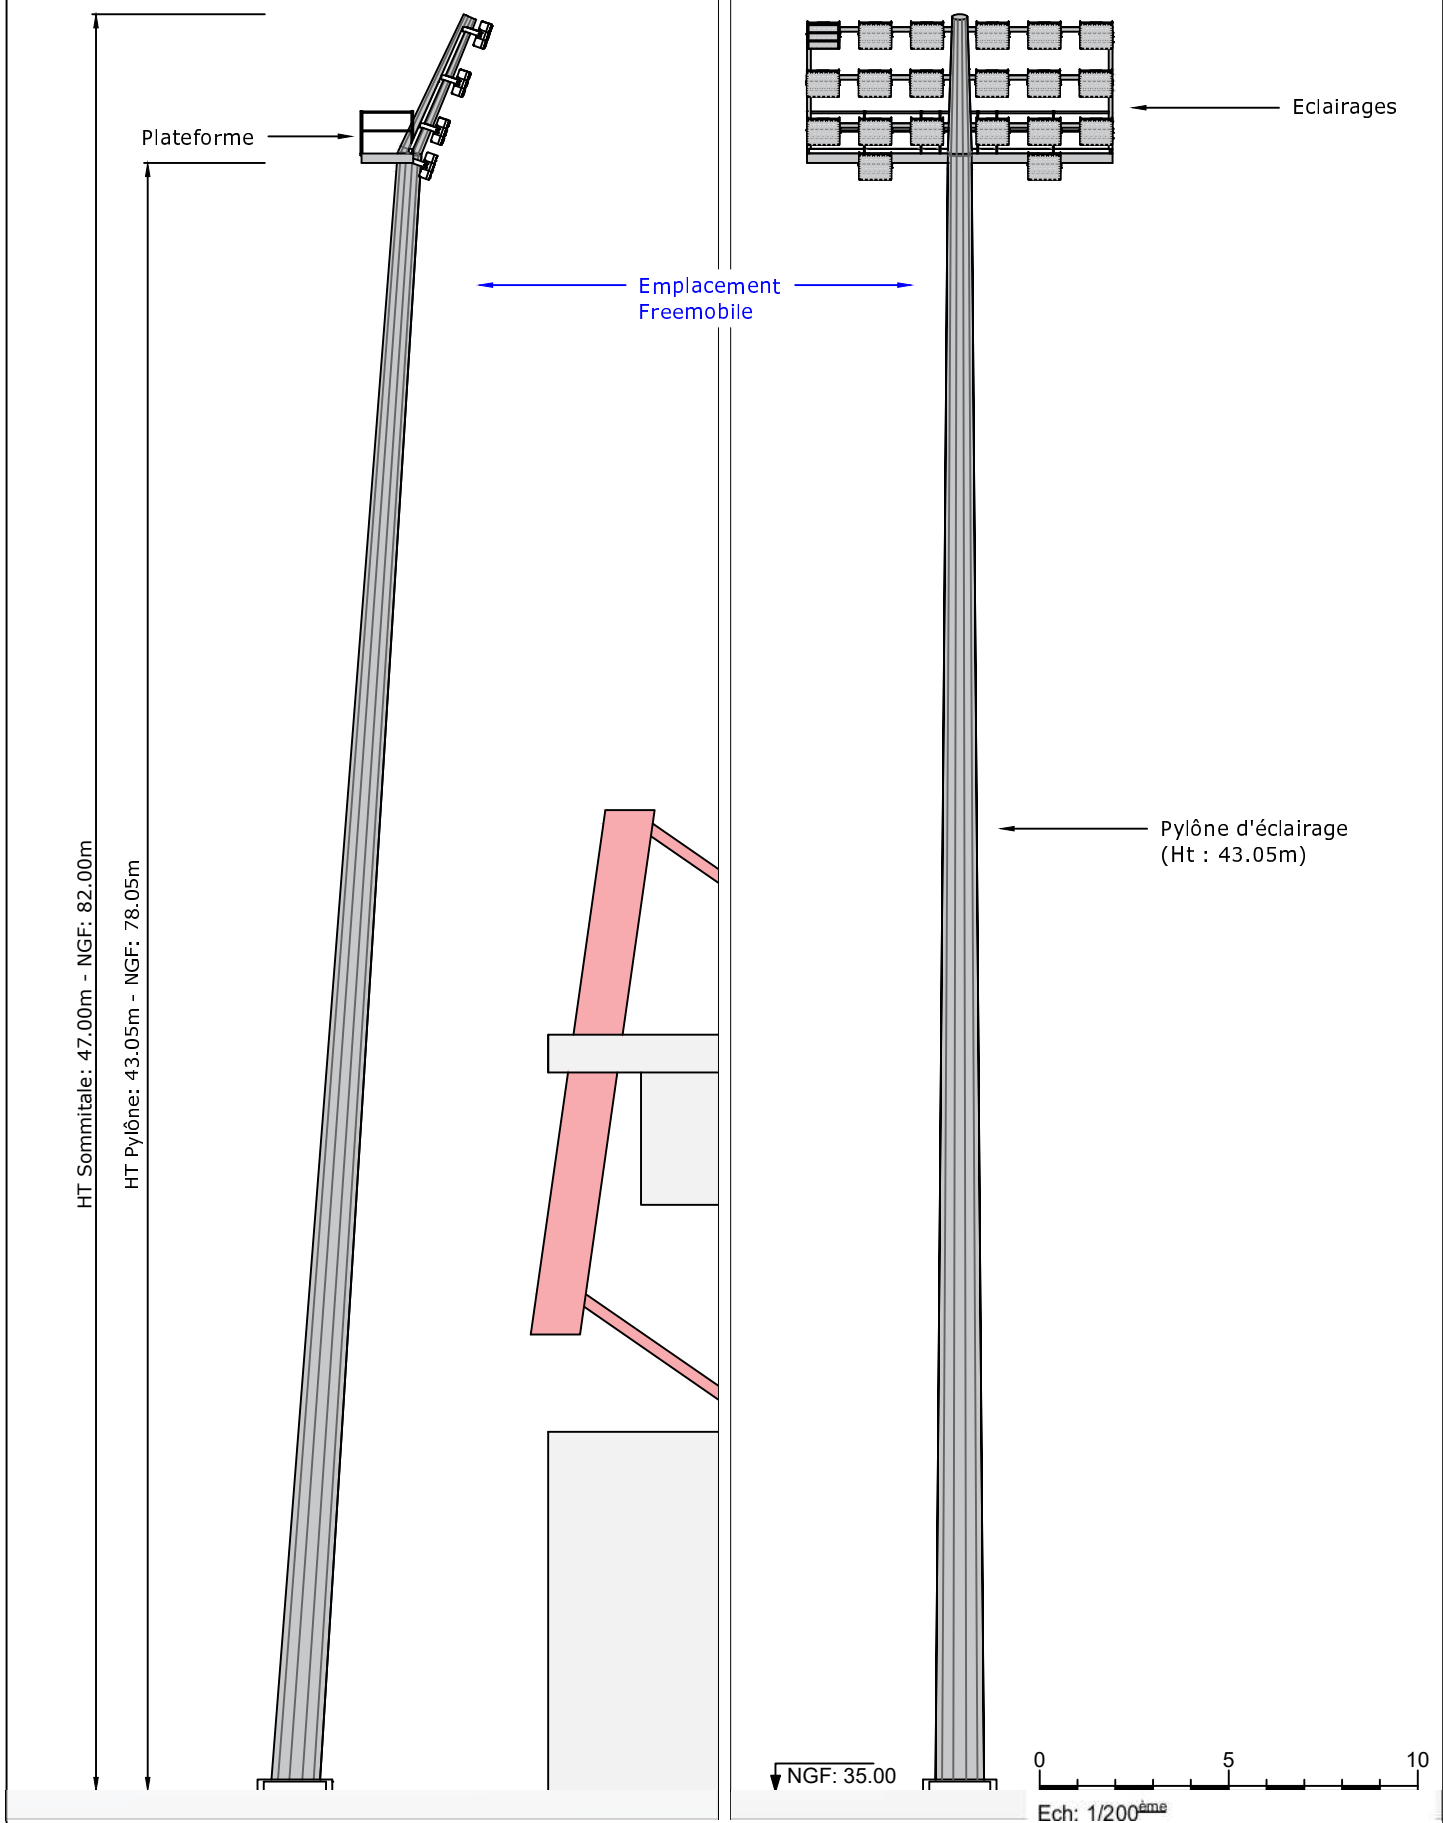 Plateforme
Eclairages
Emplacement
Freemobile
HT Sommitale: 47.00m - NGF: 82.00m
HT Pylône: 43.05m - NGF: 78.05m
Pylône d'éclairage
(Ht : 43.05m)
NGF: 35.00
0 5 10
Ech: 1/200ème